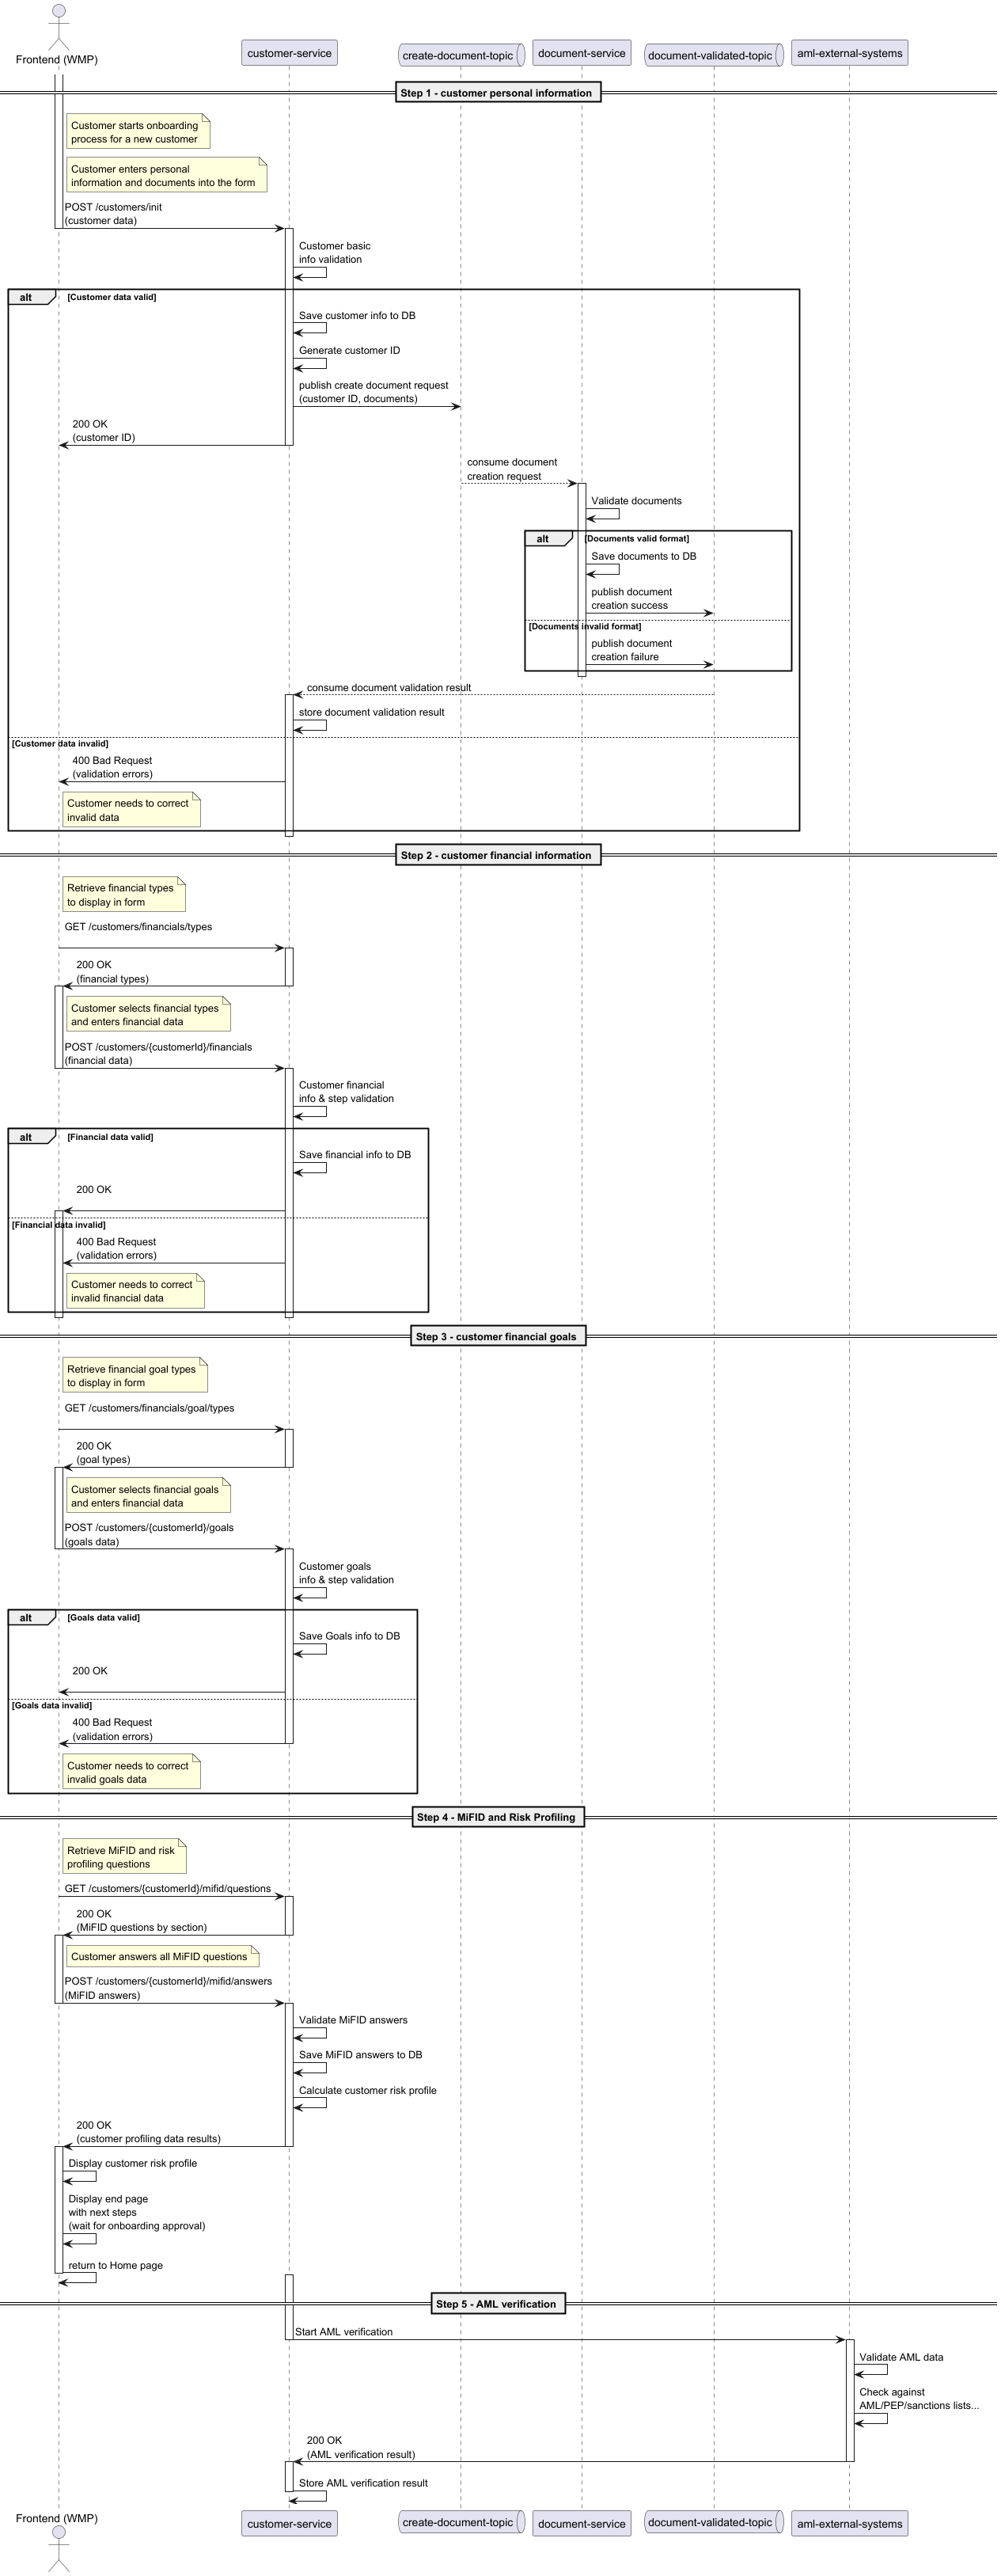 Frontend (WMP)
customer-service
create-document-topic
document-service
document-validated-topic
aml-external-systems
Step 1 - customer personal information
Customer starts onboarding
process for a new customer
Customer enters personal
information and documents into the form
POST /customers/init
(customer data)
Customer basic
info validation
alt
[Customer data valid]
Save customer info to DB
Generate customer ID
publish create document request
(customer ID, documents)
200 OK
(customer ID)
consume document
creation request
Validate documents
alt
[Documents valid format]
Save documents to DB
publish document
creation success
[Documents invalid format]
publish document
creation failure
consume document validation result
store document validation result
[Customer data invalid]
400 Bad Request
(validation errors)
Customer needs to correct
invalid data
Step 2 - customer financial information
Retrieve financial types
to display in form
GET /customers/financials/types
200 OK
(financial types)
Customer selects financial types
and enters financial data
POST /customers/{customerId}/financials
(financial data)
Customer financial
info & step validation
alt
[Financial data valid]
Save financial info to DB
200 OK
[Financial data invalid]
400 Bad Request
(validation errors)
Customer needs to correct
invalid financial data
Step 3 - customer financial goals
Retrieve financial goal types
to display in form
GET /customers/financials/goal/types
200 OK
(goal types)
Customer selects financial goals
and enters financial data
POST /customers/{customerId}/goals
(goals data)
Customer goals
info & step validation
alt
[Goals data valid]
Save Goals info to DB
200 OK
[Goals data invalid]
400 Bad Request
(validation errors)
Customer needs to correct
invalid goals data
Step 4 - MiFID and Risk Profiling
Retrieve MiFID and risk
profiling questions
GET /customers/{customerId}/mifid/questions
200 OK
(MiFID questions by section)
Customer answers all MiFID questions
POST /customers/{customerId}/mifid/answers
(MiFID answers)
Validate MiFID answers
Save MiFID answers to DB
Calculate customer risk profile
200 OK
(customer profiling data results)
Display customer risk profile
Display end page
with next steps
(wait for onboarding approval)
return to Home page
Step 5 - AML verification
Start AML verification
Validate AML data
Check against
AML/PEP/sanctions lists...
200 OK
(AML verification result)
Store AML verification result
Frontend (WMP)
customer-service
create-document-topic
document-service
document-validated-topic
aml-external-systems